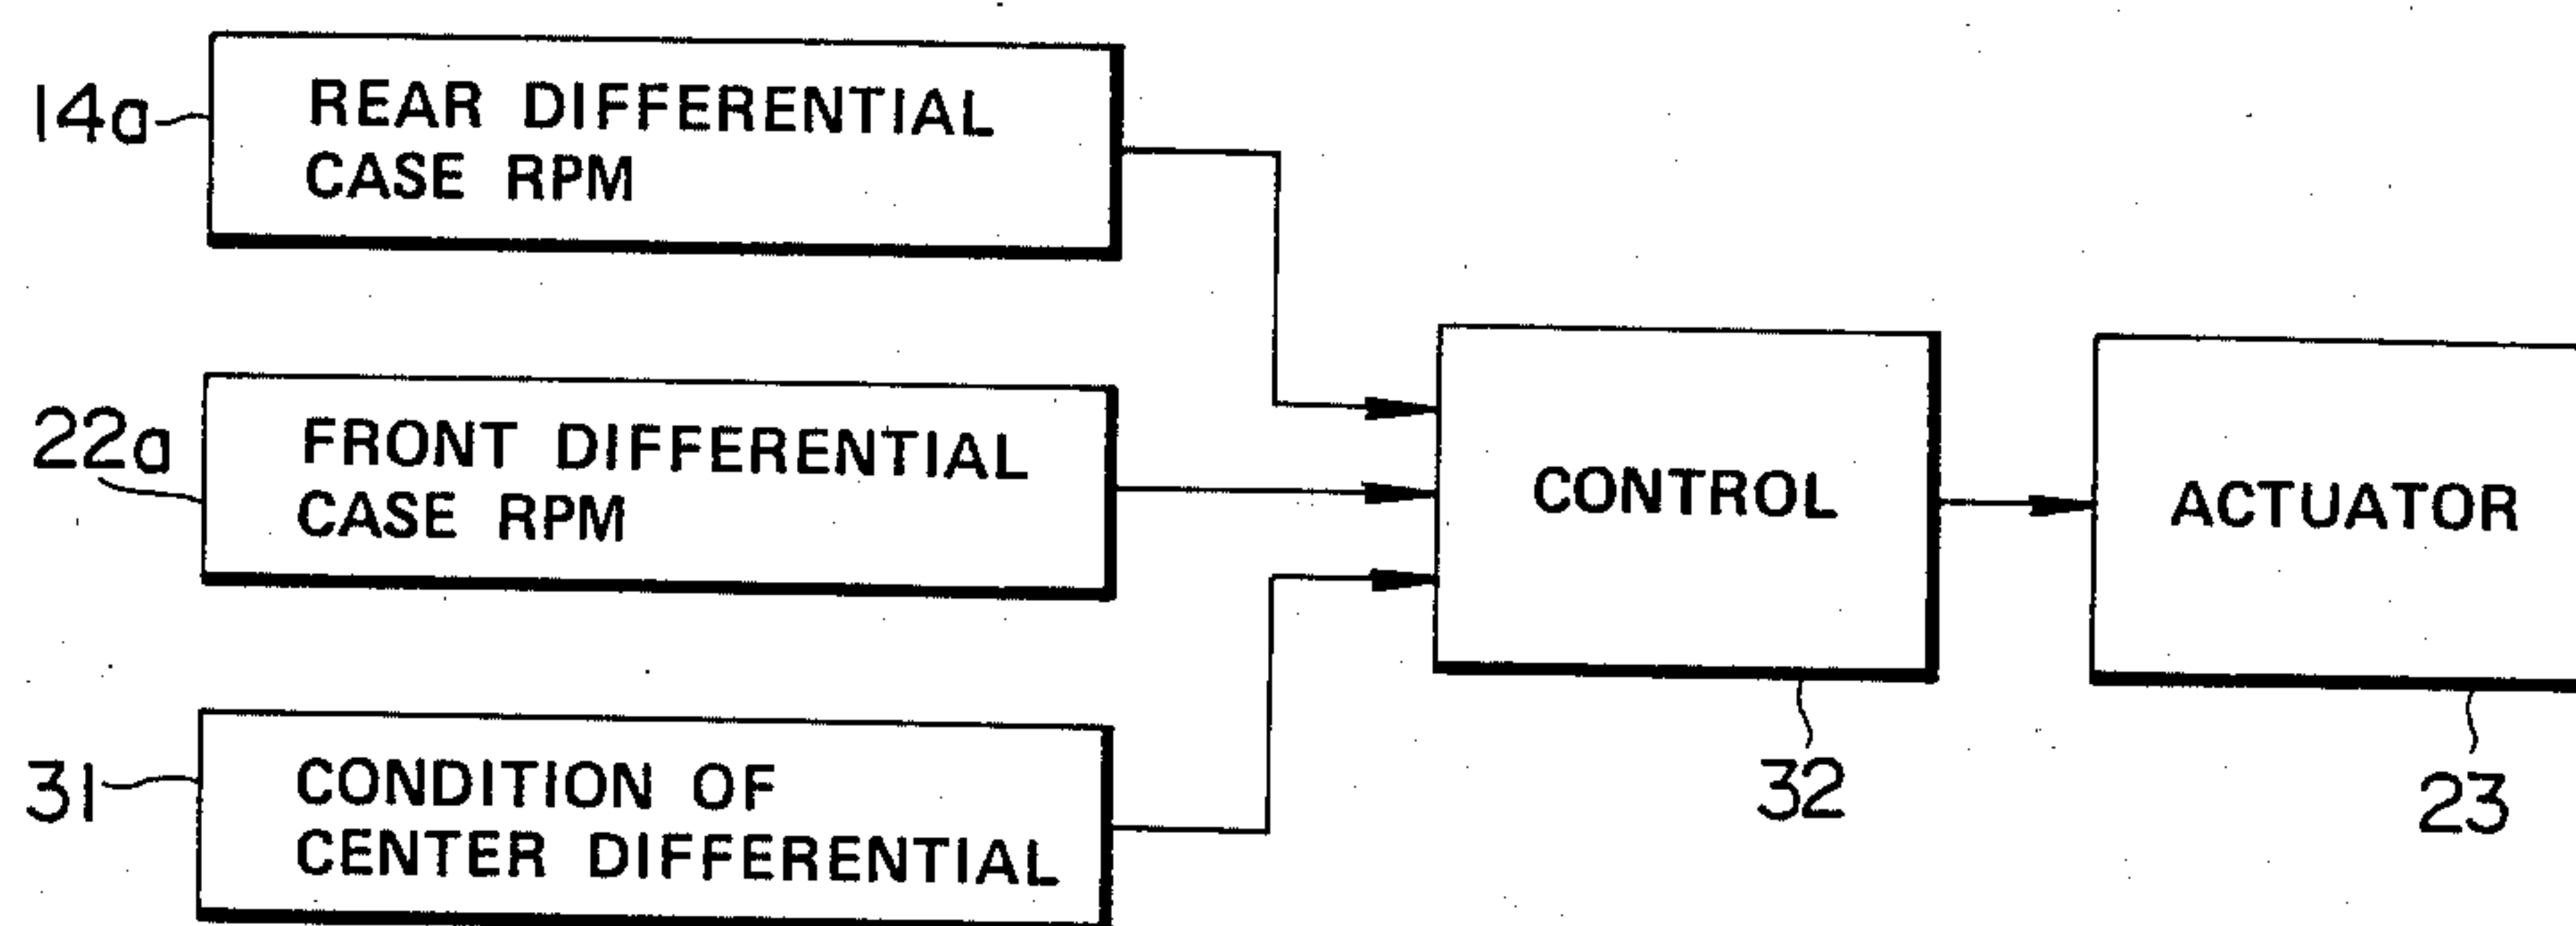 14a
REAR DIFFERENTIAL
CASE RPM
22a
FRONT DIFFERENTIAL
CASE RPM
31
CONDITION OF
CENTER DIFFERENTIAL
CONTROL
32
ACTUATOR
23